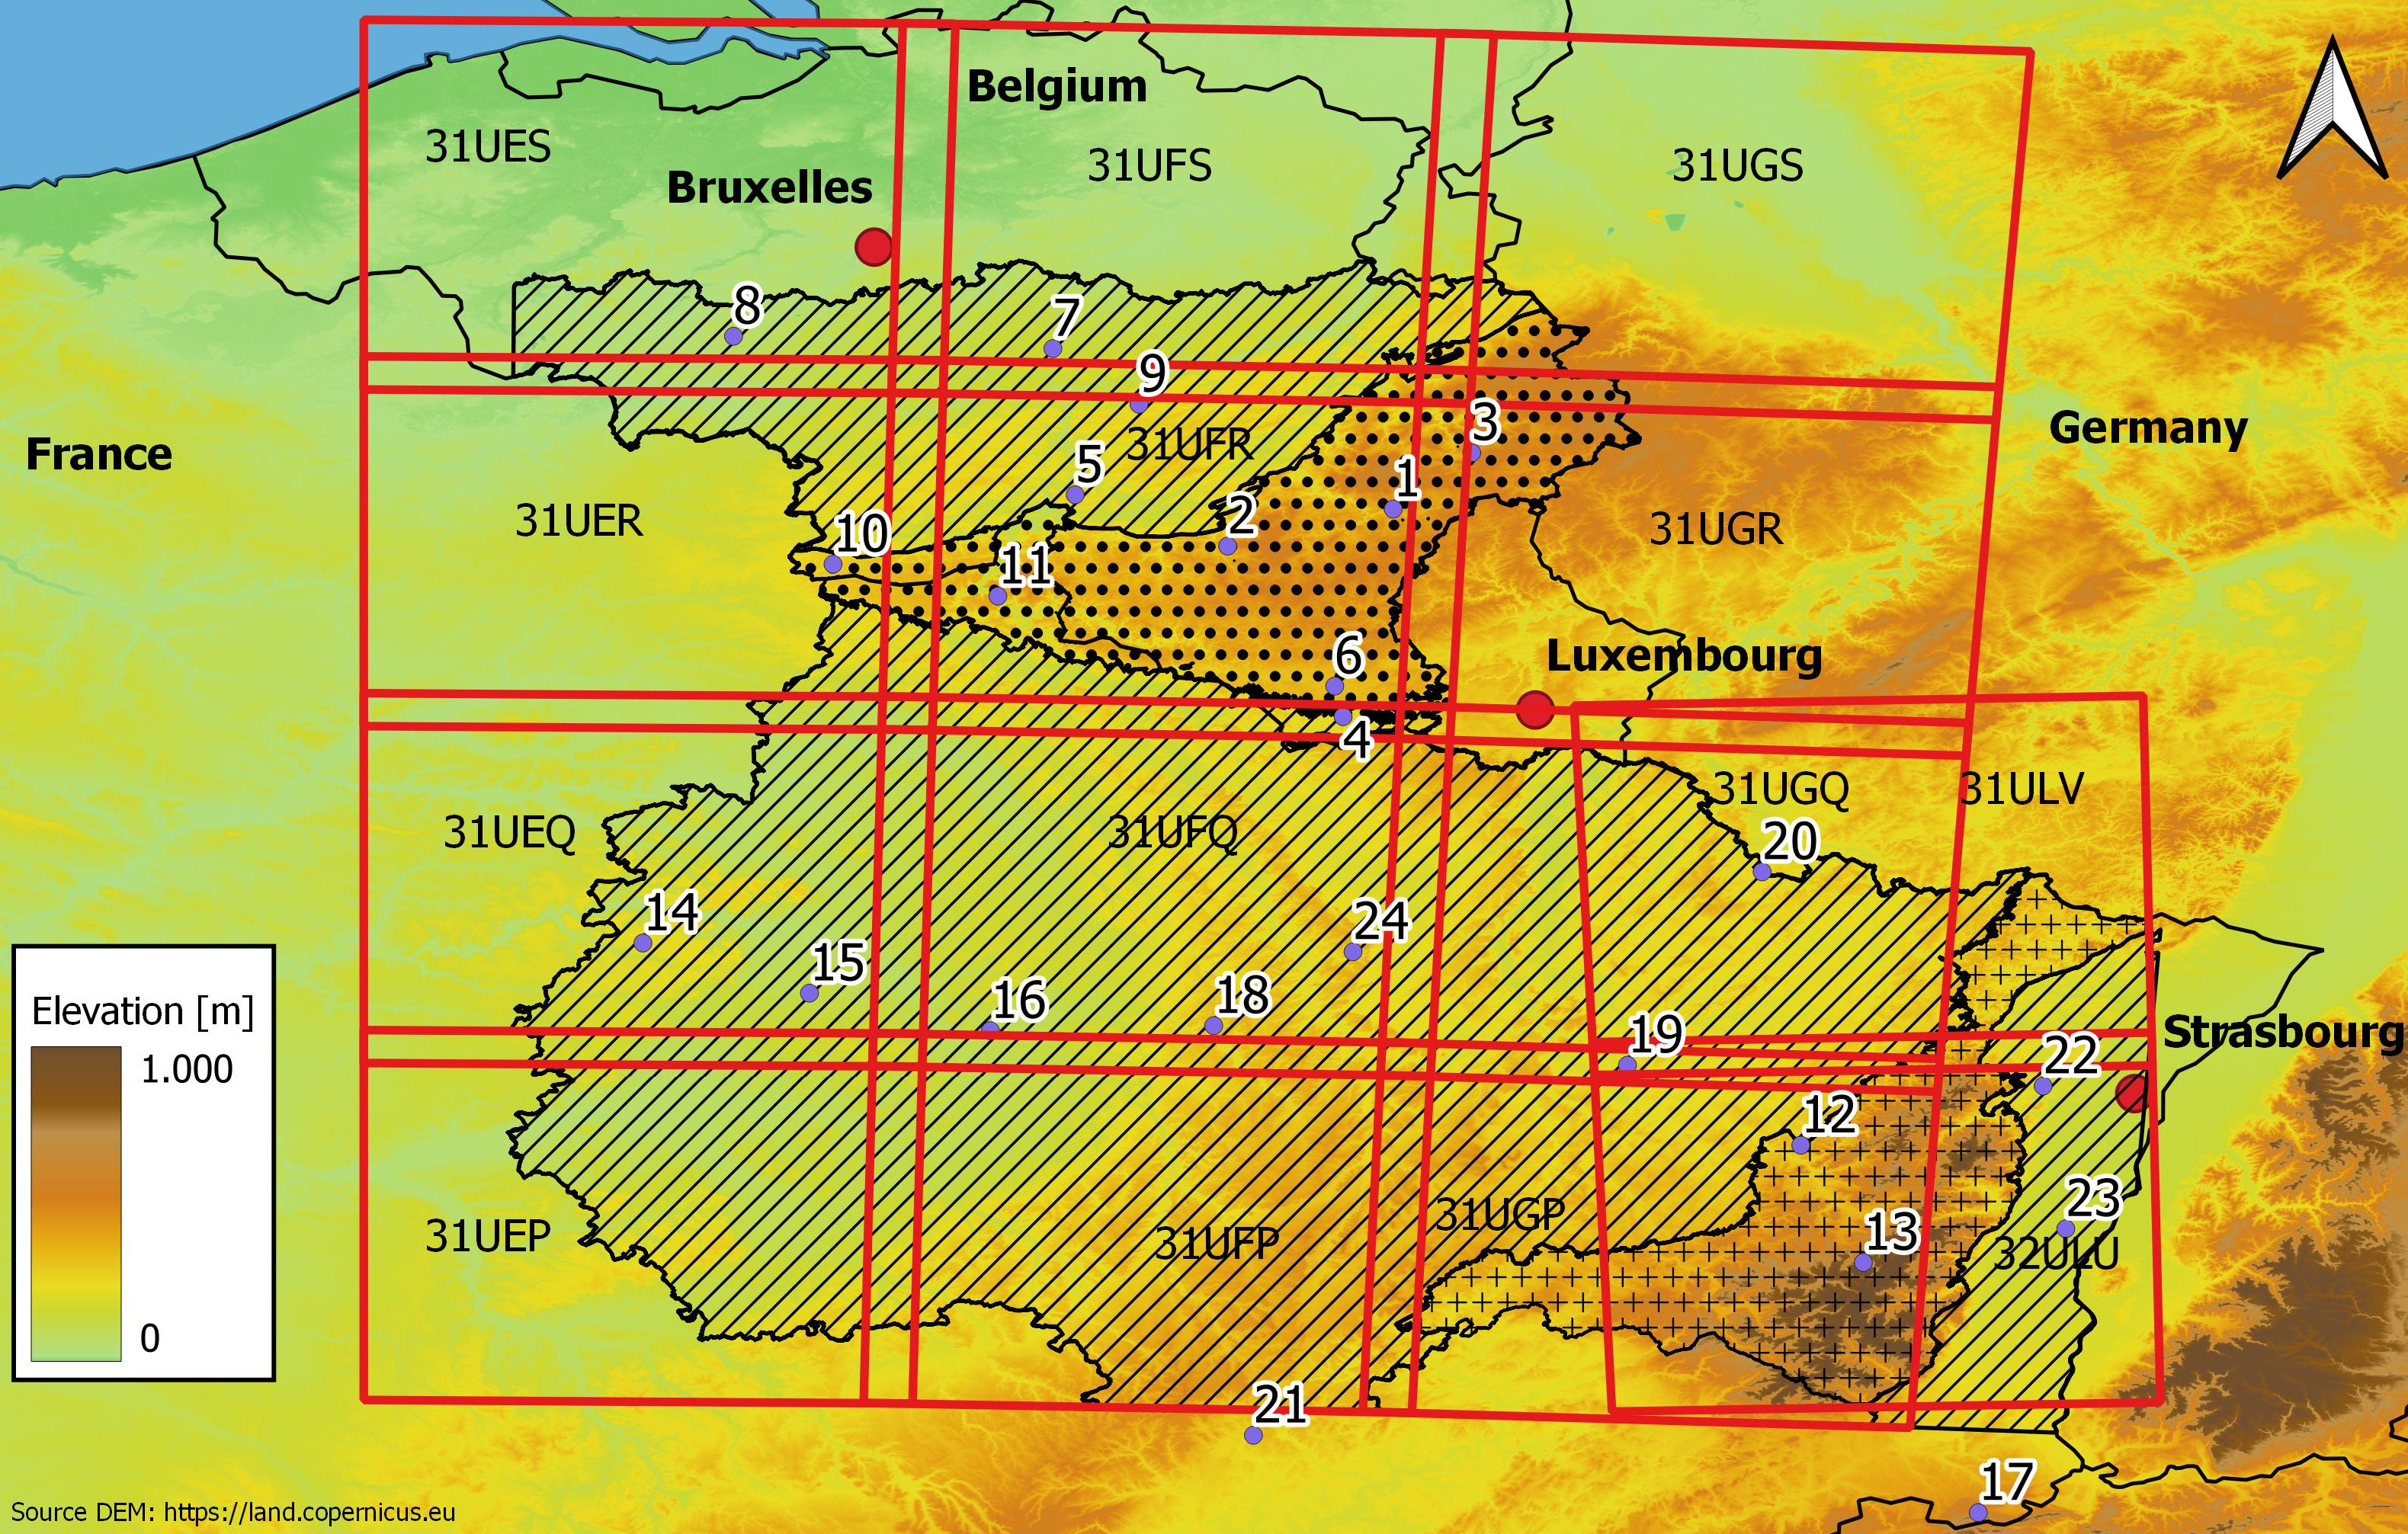 Belgium
31UES
31UFS
31UGS
Bruxelles
8
7
9
3
Germany
31UFR
France
5
1
2
31UER
10
31UGR
11
6
Luxembourg
4
31UGQ
31ULV
31UEQ
31UFQ
20
14
24
15
16
18
Elevation [m]
19
Strasbourg
22
1.000
12
23
31UGP
31UEP
31UFP
13
32ULU
0
21
17
Source DEM: https://land.copernicus.eu